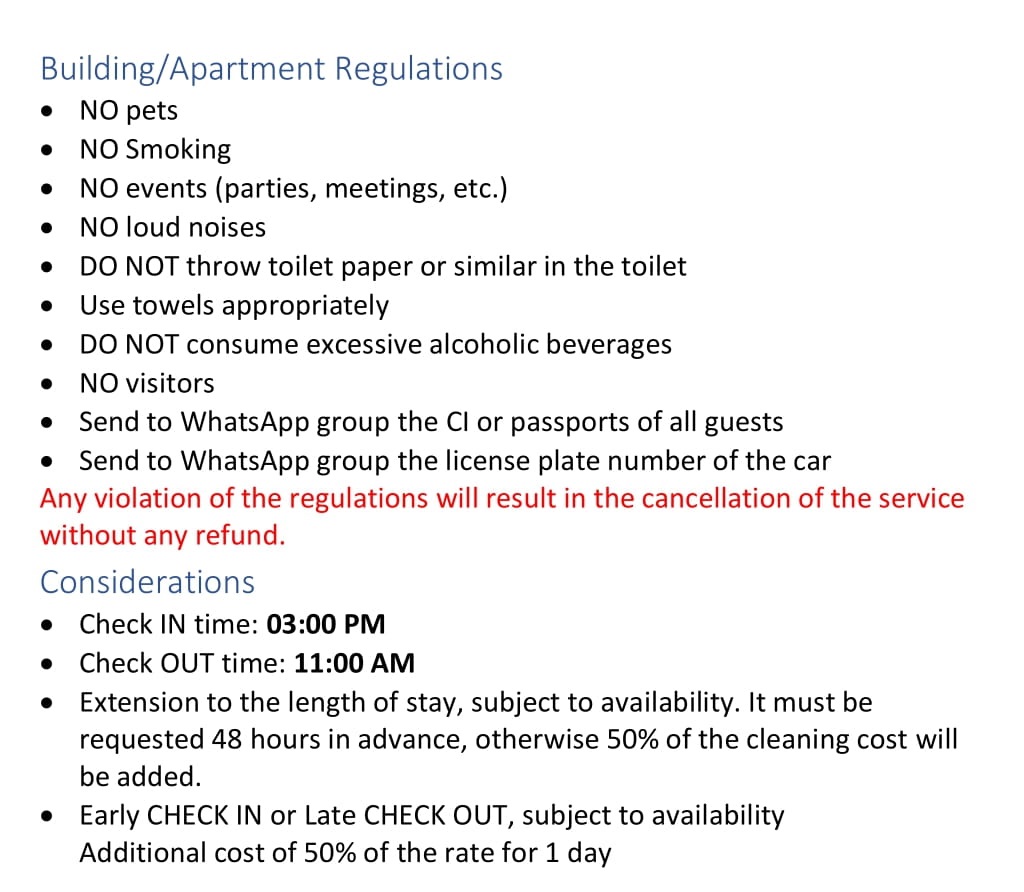 Building/Apartment Regulations
• NO pets
• NO Smoking
• NO events (parties, meetings, etc.)
• NO loud noises
• DO NOT throw toilet paper or similar in the toilet
• Use towels appropriately
• DO NOT consume excessive alcoholic beverages
• NO visitors
• Send to WhatsApp group the CI or passports of all guests
• Send to WhatsApp group the license plate number of the car
Any violation of the regulations will result in the cancellation of the service
without any refund.
Considerations
• Check IN time: 03:00 PM
• Check OUT time: 11:00 AM
• Extension to the length of stay, subject to availability. It must be
requested 48 hours in advance, otherwise 50% of the cleaning cost will
be added.
• Early CHECK IN or Late CHECK OUT, subject to availability
Additional cost of 50% of the rate for 1 day